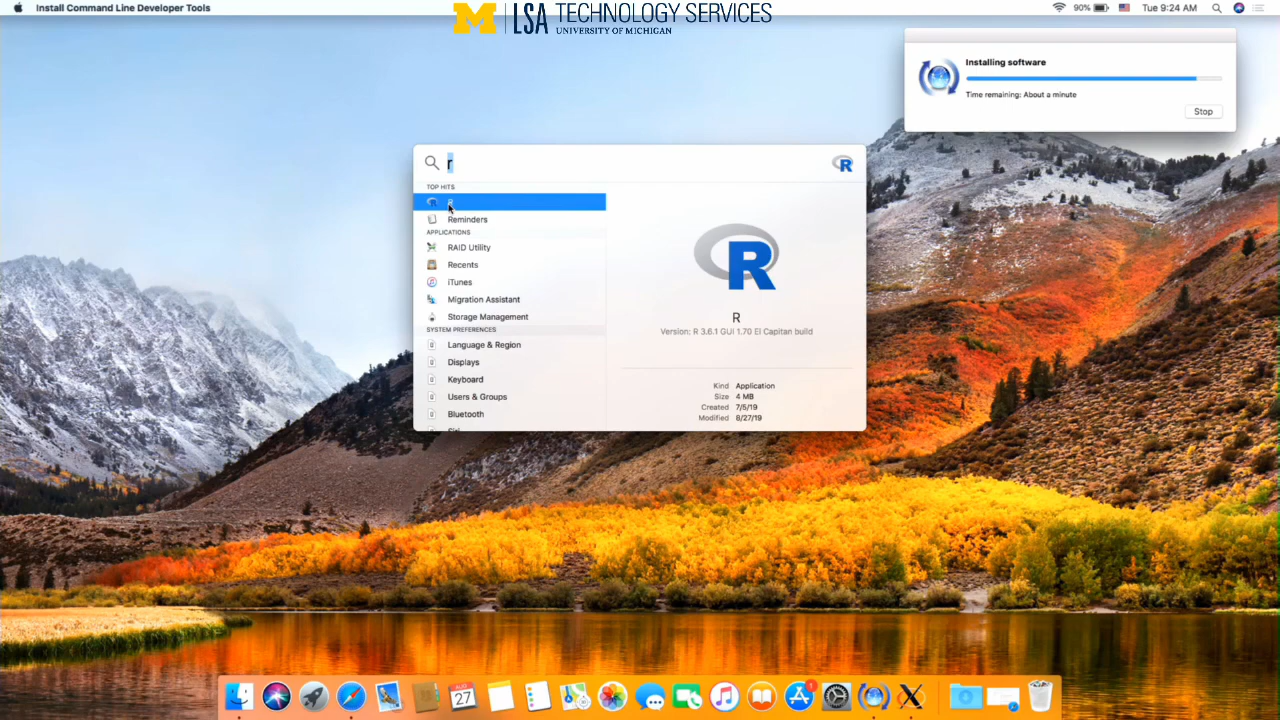 Install Command Line Developer Tools
90%
Tue 9:24 AM
M LSA TECHNOLOGY SERVICES
UNIVERSITY OF MICHIGAN
Installing software
Time remaining: About a minute
Stop
r
R
TOP HITS
Reminders
APPLICATIONS
RAID Utility
Recents
iTunes
Migration Assistant
Storage Management
SYSTEM PREFERENCES
Language & Region
Displays
Keyboard
Users & Groups
Bluetooth
R
R
Version: R 3.6.1 GUI 1.70 El Capitan build
Kind Application
Size 4 MB
Created 7/5/19
Modified 8/27/19
AUG
27
1